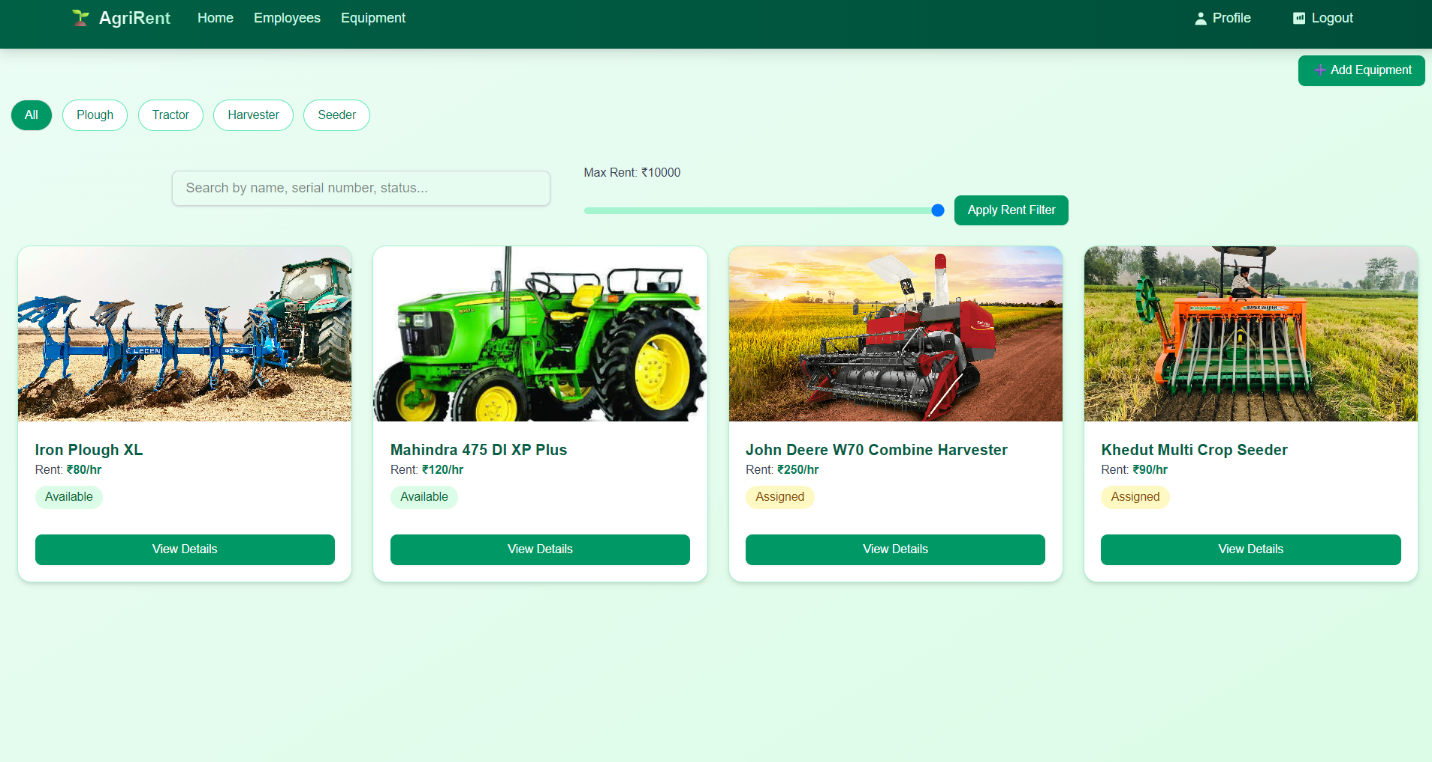 AgriRent Home Employees Equipment Profile Logout
Add Equipment
All Plough Tractor Harvester Seeder
Max Rent: ₹10000
Search by name, serial number, status...
Apply Rent Filter
LEMKEN
Iron Plough XL
Rent: ₹80/hr
Available
View Details
Mahindra 475 DI XP Plus
Rent: ₹120/hr
Available
View Details
John Deere W70 Combine Harvester
Rent: ₹250/hr
Assigned
View Details
Khedut Multi Crop Seeder
Rent: ₹90/hr
Assigned
View Details